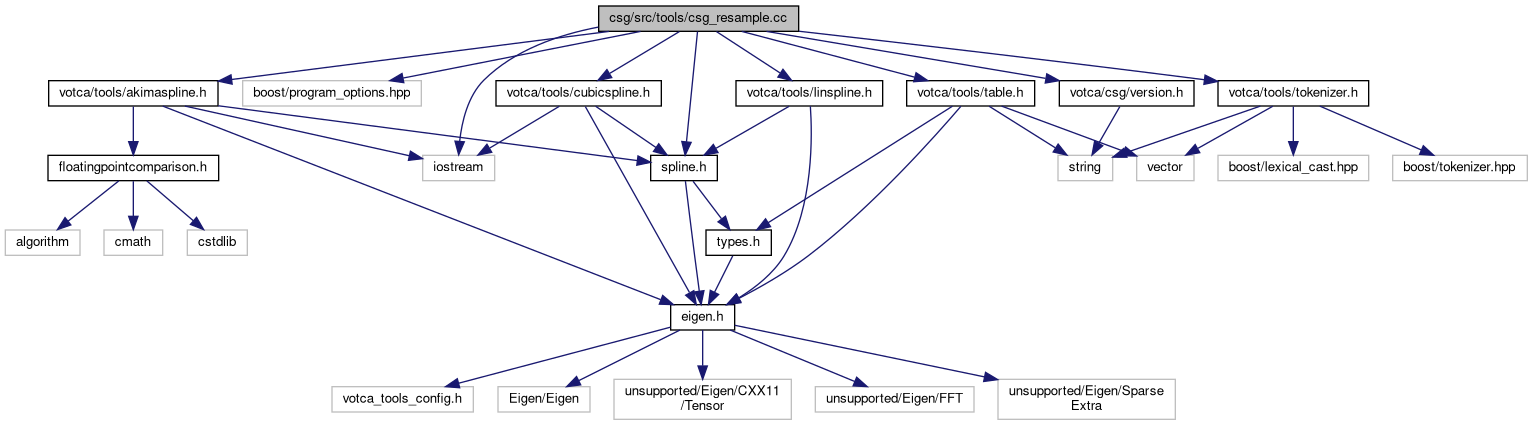 csg/src/tools/csg_resample.cc
votca/tools/akimaspline.h
boost/program_options.hpp
votca/tools/cubicspline.h
votca/tools/linspline.h
votca/tools/table.h
votca/csg/version.h
votca/tools/tokenizer.h
floatingpointcomparison.h
iostream
spline.h
string
vector
boost/lexical_cast.hpp
boost/tokenizer.hpp
algorithm
cmath
cstdlib
types.h
eigen.h
votca_tools_config.h
Eigen/Eigen
unsupported/Eigen/CXX11
/Tensor
unsupported/Eigen/FFT
unsupported/Eigen/Sparse
Extra